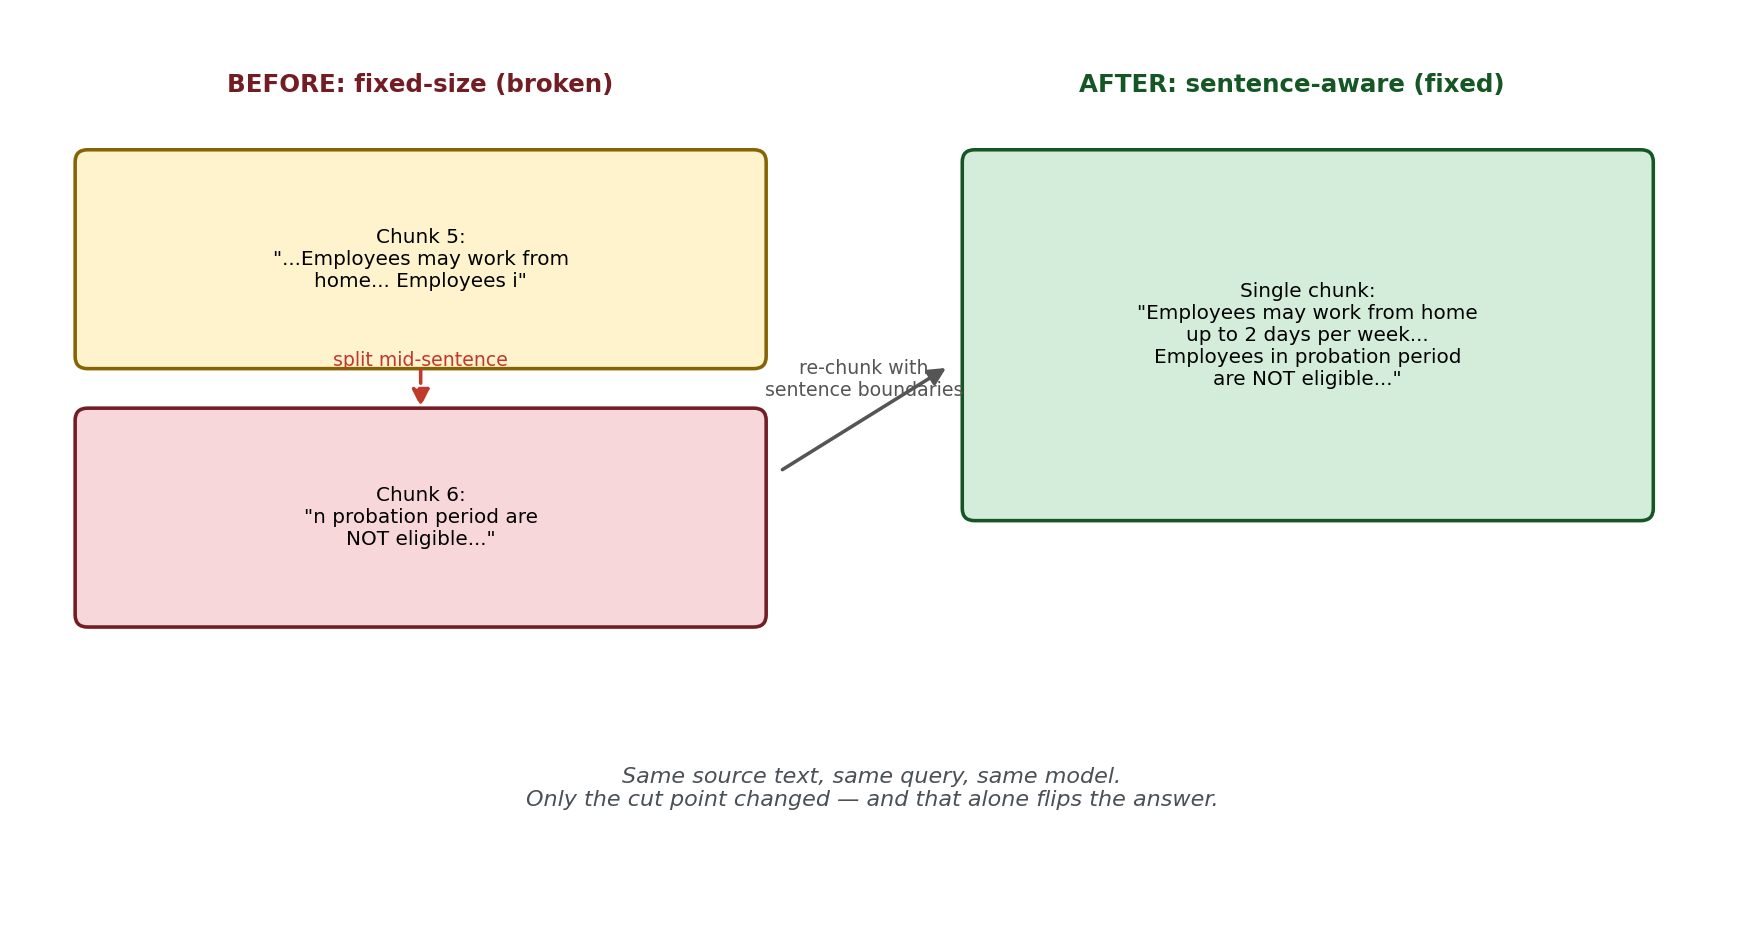 BEFORE: fixed-size (broken)
Chunk 5:
"...Employees may work from
home... Employees i"
split mid-sentence
Chunk 6:
"n probation period are
NOT eligible..."
re-chunk with
sentence boundaries
AFTER: sentence-aware (fixed)
Single chunk:
"Employees may work from home
up to 2 days per week...
Employees in probation period
are NOT eligible..."
Same source text, same query, same model.
Only the cut point changed — and that alone flips the answer.